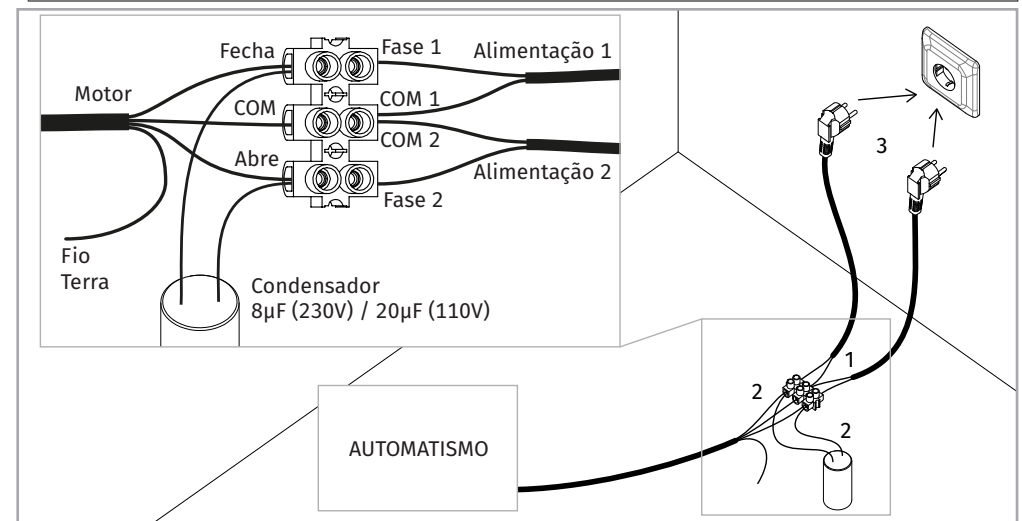 Fecha
Fase 1
Alimentação 1
Motor
COM
COM 1
COM 2
Abre
Alimentação 2
Fase 2
Fio
Terra
Condensador
8µF (230V) / 20µF (110V)
3
1
2
2
AUTOMATISMO